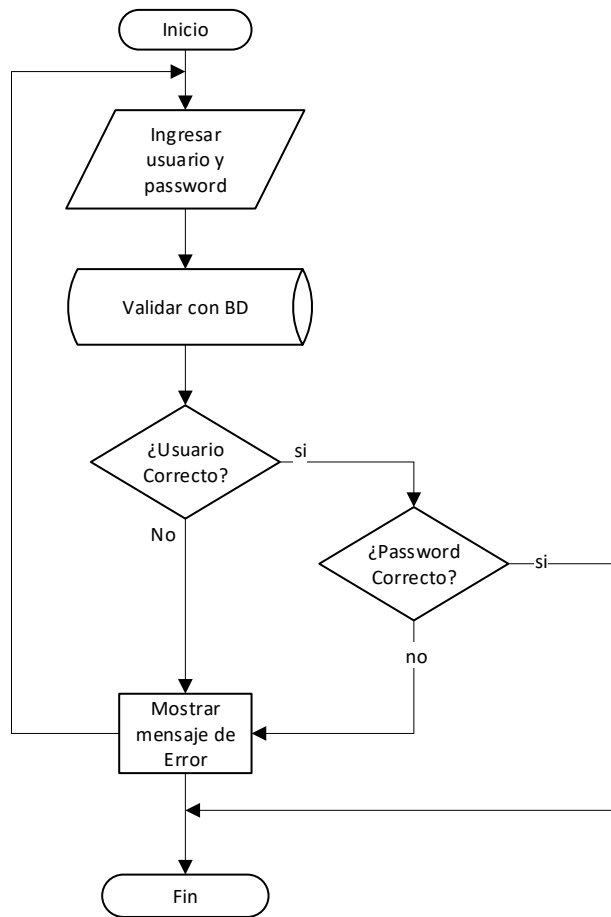 Inicio
Ingresar
usuario y
password
Validar con BD
¿Usuario
Correcto?
si
No
¿Password
Correcto?
si
no
Mostrar
mensaje de
Error
Fin